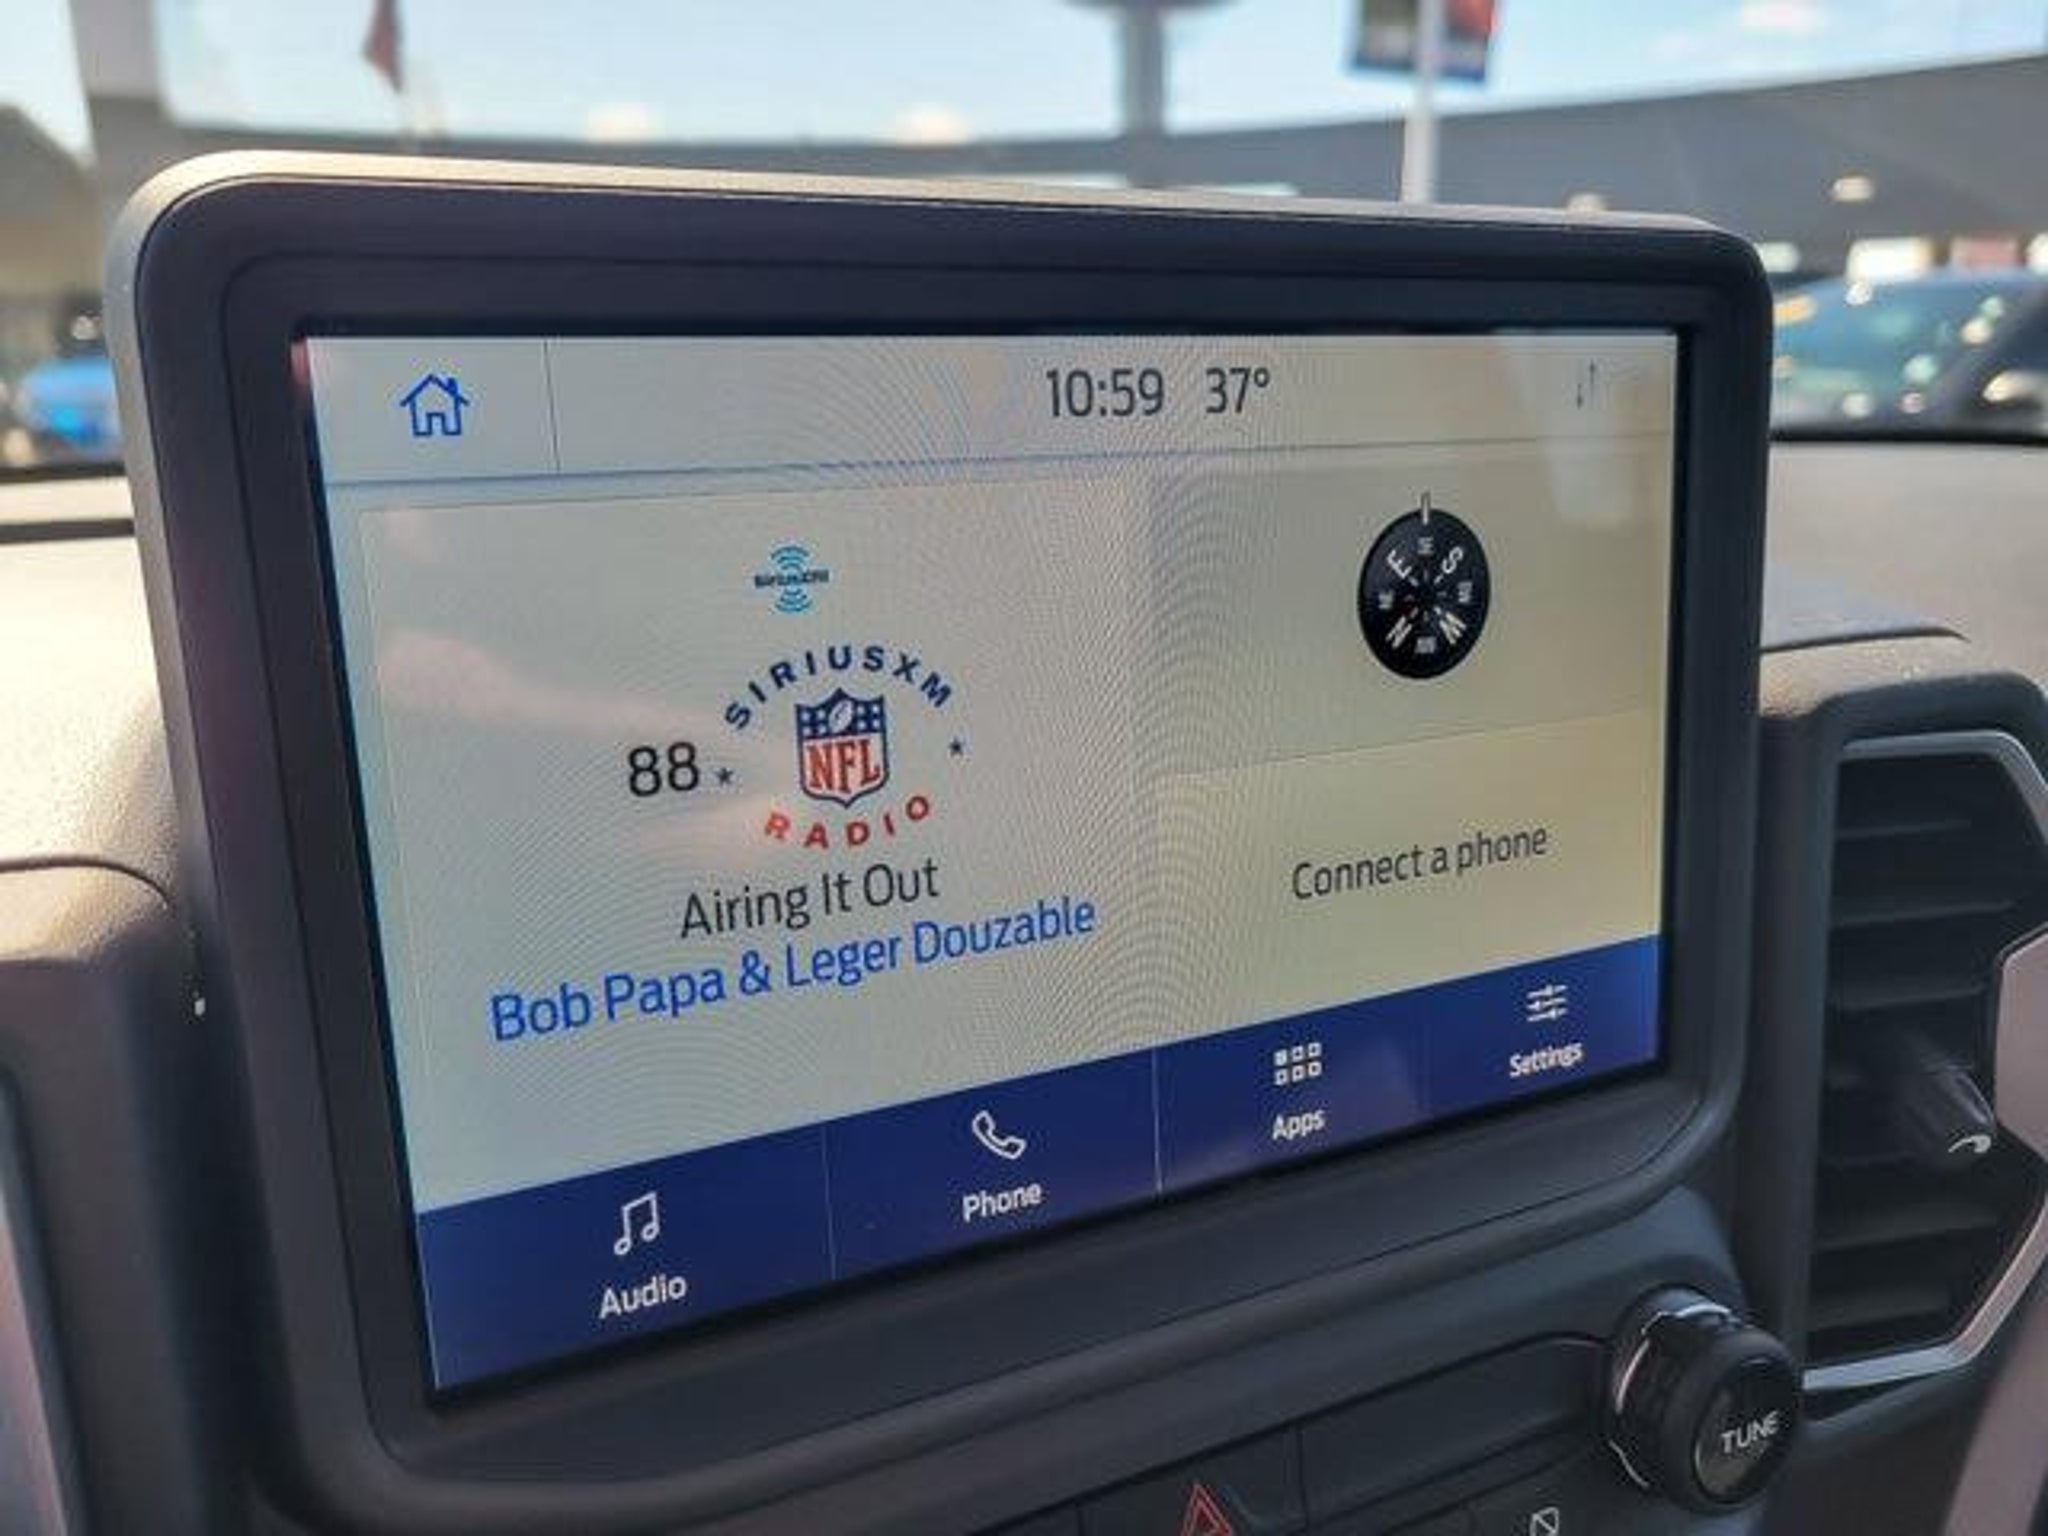 10:59 37°
SIRIUSXM
88
NFL
RADIO
Airing It Out
Bob Papa & Leger Douzable
E
S
N
W
Connect a phone
Audio
Phone
Apps
Settings
TUNE